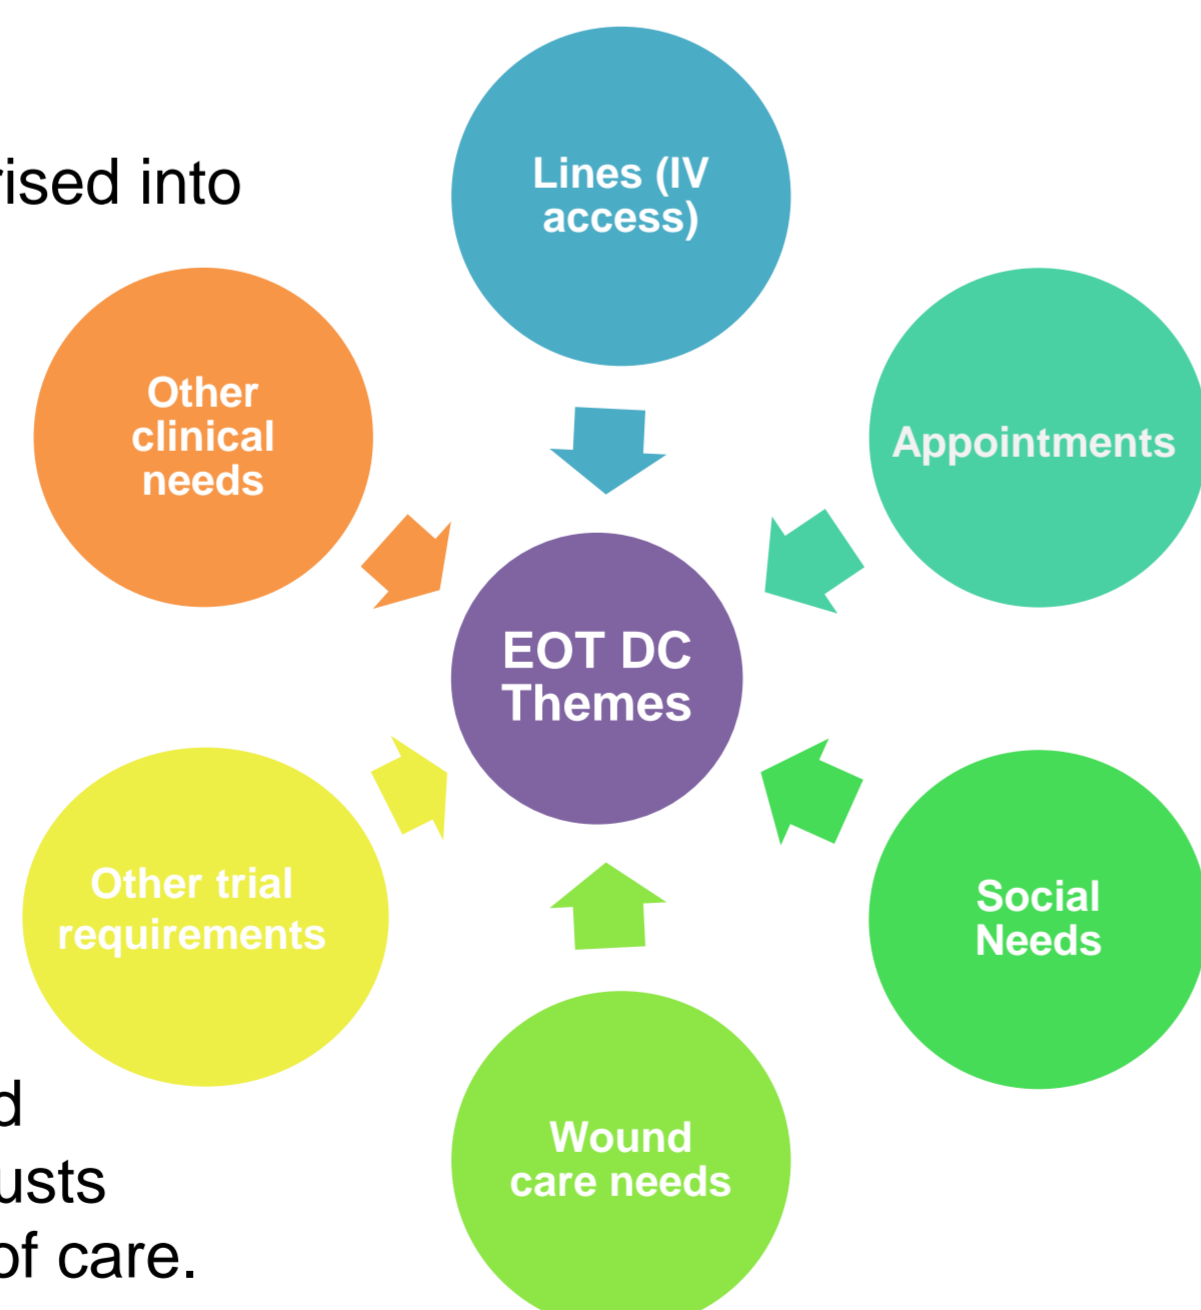 rised into
Lines (IV
access)
Other
clinical
needs
Appointments
EOT DC
Themes
Other trial
requirements
Social
Needs
Wound
care needs
d
usts
of care.